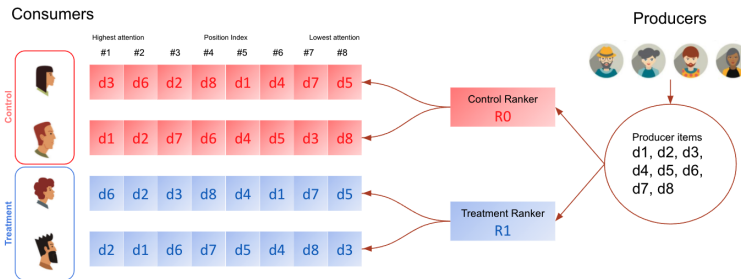 Consumers
Producers
Highest attention Position Index Lowest attention
#1 #2 #3 #4 #5 #6 #7 #8
Control
d3 d6 d2 d8 d1 d4 d7 d5
d1 d2 d7 d6 d4 d5 d3 d8
Treatment
d6 d2 d3 d8 d4 d1 d7 d5
d2 d1 d6 d7 d5 d4 d8 d3
Control Ranker
R0
Treatment Ranker
R1
Producer items
d1, d2, d3,
d4, d5, d6,
d7, d8